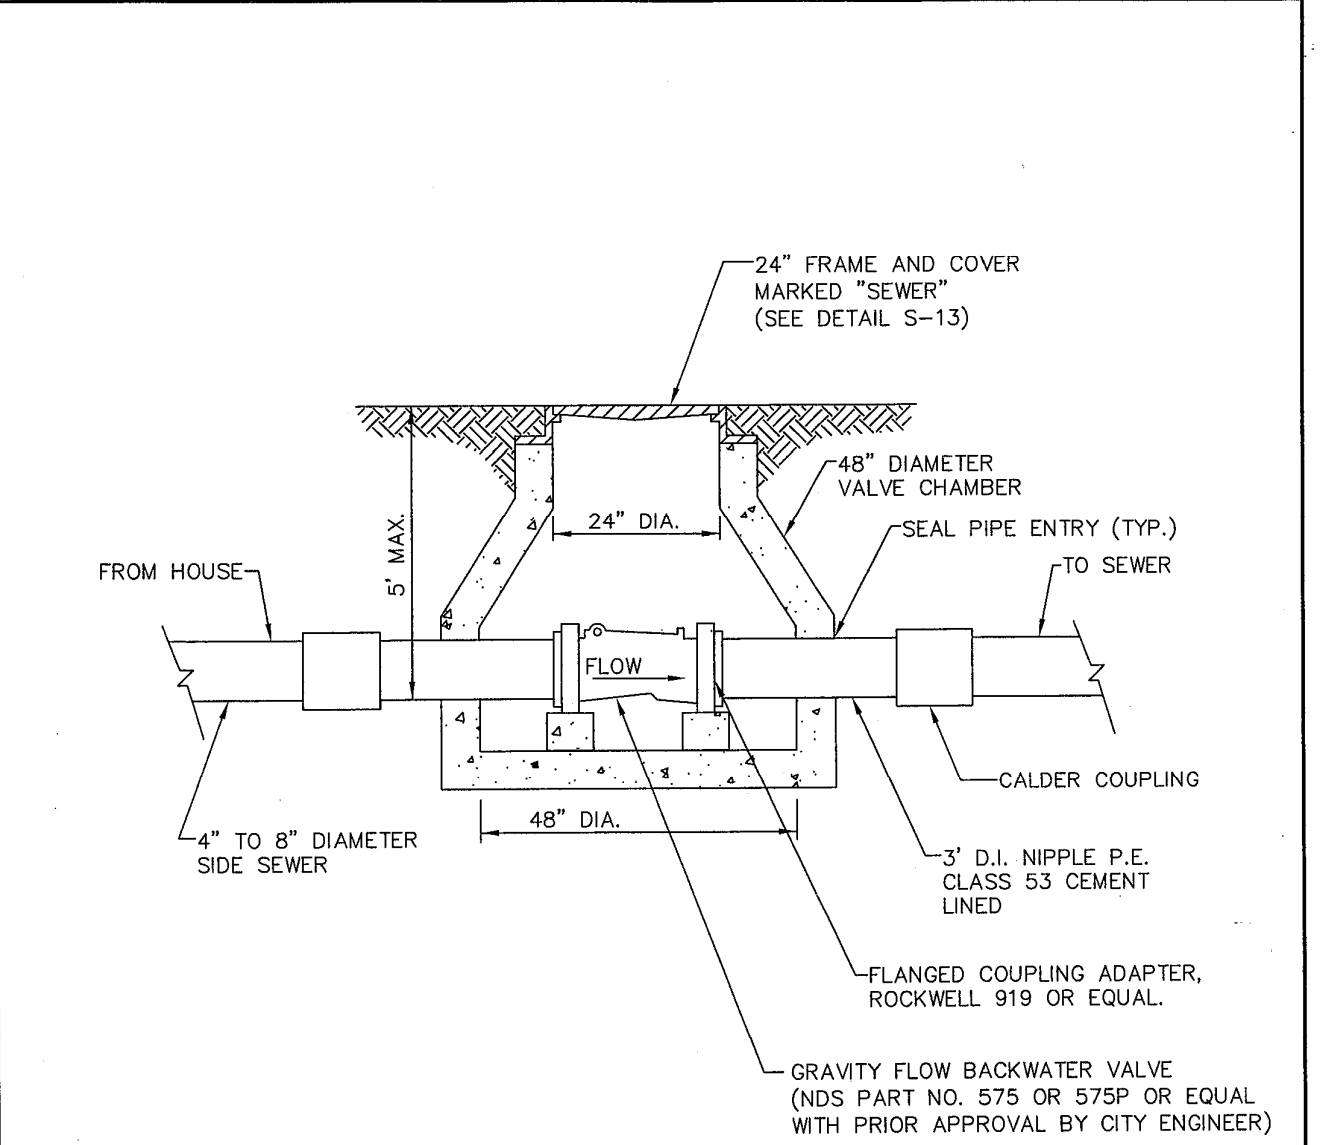 24" FRAME AND COVER
MARKED "SEWER"
(SEE DETAIL S-13)
48" DIAMETER
VALVE CHAMBER
SEAL PIPE ENTRY (TYP.)
24" DIA.
5' MAX.
FROM HOUSE
TO SEWER
FLOW
CALDER COUPLING
48" DIA.
4" TO 8" DIAMETER
SIDE SEWER
3' D.I. NIPPLE P.E.
CLASS 53 CEMENT
LINED
FLANGED COUPLING ADAPTER,
ROCKWELL 919 OR EQUAL.
GRAVITY FLOW BACKWATER VALVE
(NDS PART NO. 575 OR 575P OR EQUAL
WITH PRIOR APPROVAL BY CITY ENGINEER)